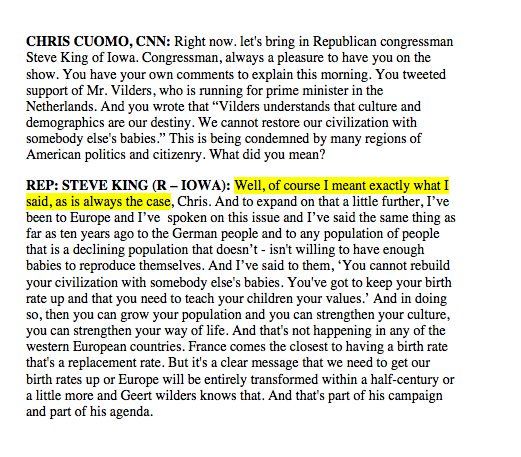 CHRIS CUOMO, CNN: Right now. let's bring in Republican congressman
Steve King of Iowa. Congressman, always a pleasure to have you on the
show. You have your own comments to explain this morning. You tweeted
support of Mr. Vilders, who is running for prime minister in the
Netherlands. And you wrote that “Vilders understands that culture and
demographics are our destiny. We cannot restore our civilization with
somebody else's babies.” This is being condemned by many regions of
American politics and citizenry. What did you mean?
REP: STEVE KING (R – IOWA): Well, of course I meant exactly what I
said, as is always the case, Chris. And to expand on that a little further, I’ve
been to Europe and I’ve  spoken on this issue and I’ve said the same thing as
far as ten years ago to the German people and to any population of people
that is a declining population that doesn’t - isn't willing to have enough
babies to reproduce themselves. And I’ve said to them, ‘You cannot rebuild
your civilization with somebody else's babies. You've got to keep your birth
rate up and that you need to teach your children your values.’ And in doing
so, then you can grow your population and you can strengthen your culture,
you can strengthen your way of life. And that's not happening in any of the
western European countries. France comes the closest to having a birth rate
that's a replacement rate. But it's a clear message that we need to get our
birth rates up or Europe will be entirely transformed within a half-century or
a little more and Geert wilders knows that. And that's part of his campaign
and part of his agenda.